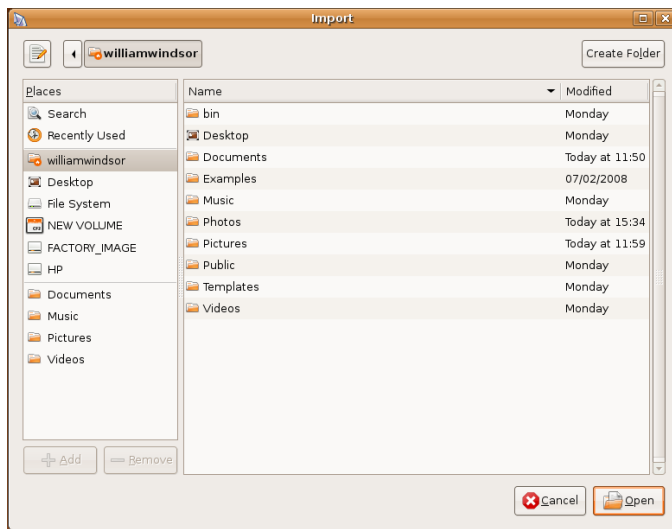 Import
williamwindsor
Create Folder
Places
Search
Recently Used
williamwindsor
Desktop
File System
NEW VOLUME
FACTORY_IMAGE
HP
Documents
Music
Pictures
Videos
Add
Remove
Name Modified
bin Monday
Desktop Monday
Documents Today at 11:50
Examples 07/02/2008
Music Monday
Photos Today at 15:34
Pictures Today at 11:59
Public Monday
Templates Monday
Videos Monday
Cancel
Open